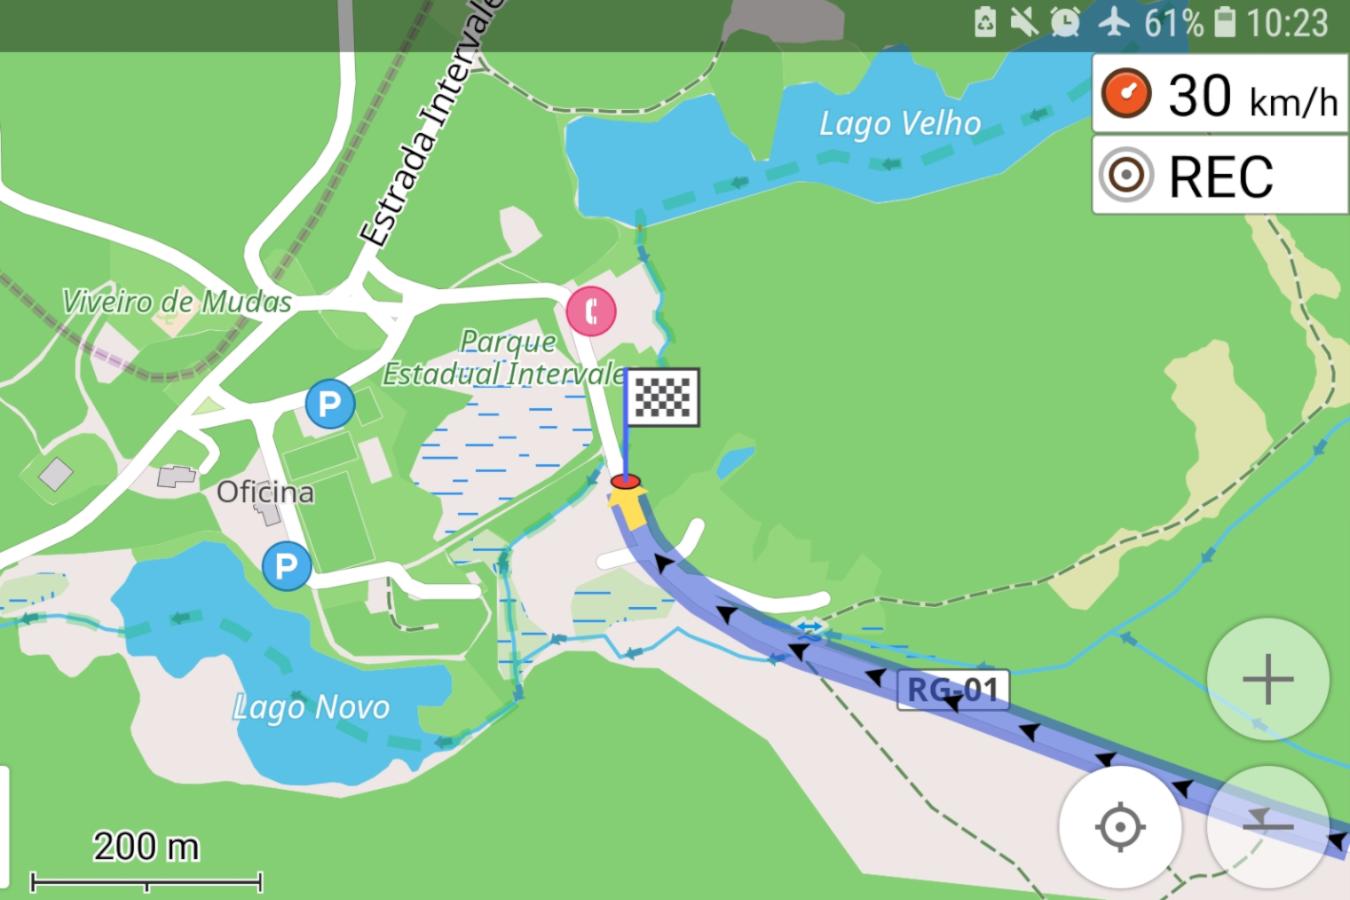 61% 10:23
30 km/h
REC
Estrada Intervale
Lago Velho
Viveiro de Mudas
Parque
Estadual Intervale
P
Oficina
P
RG-01
Lago Novo
200 m